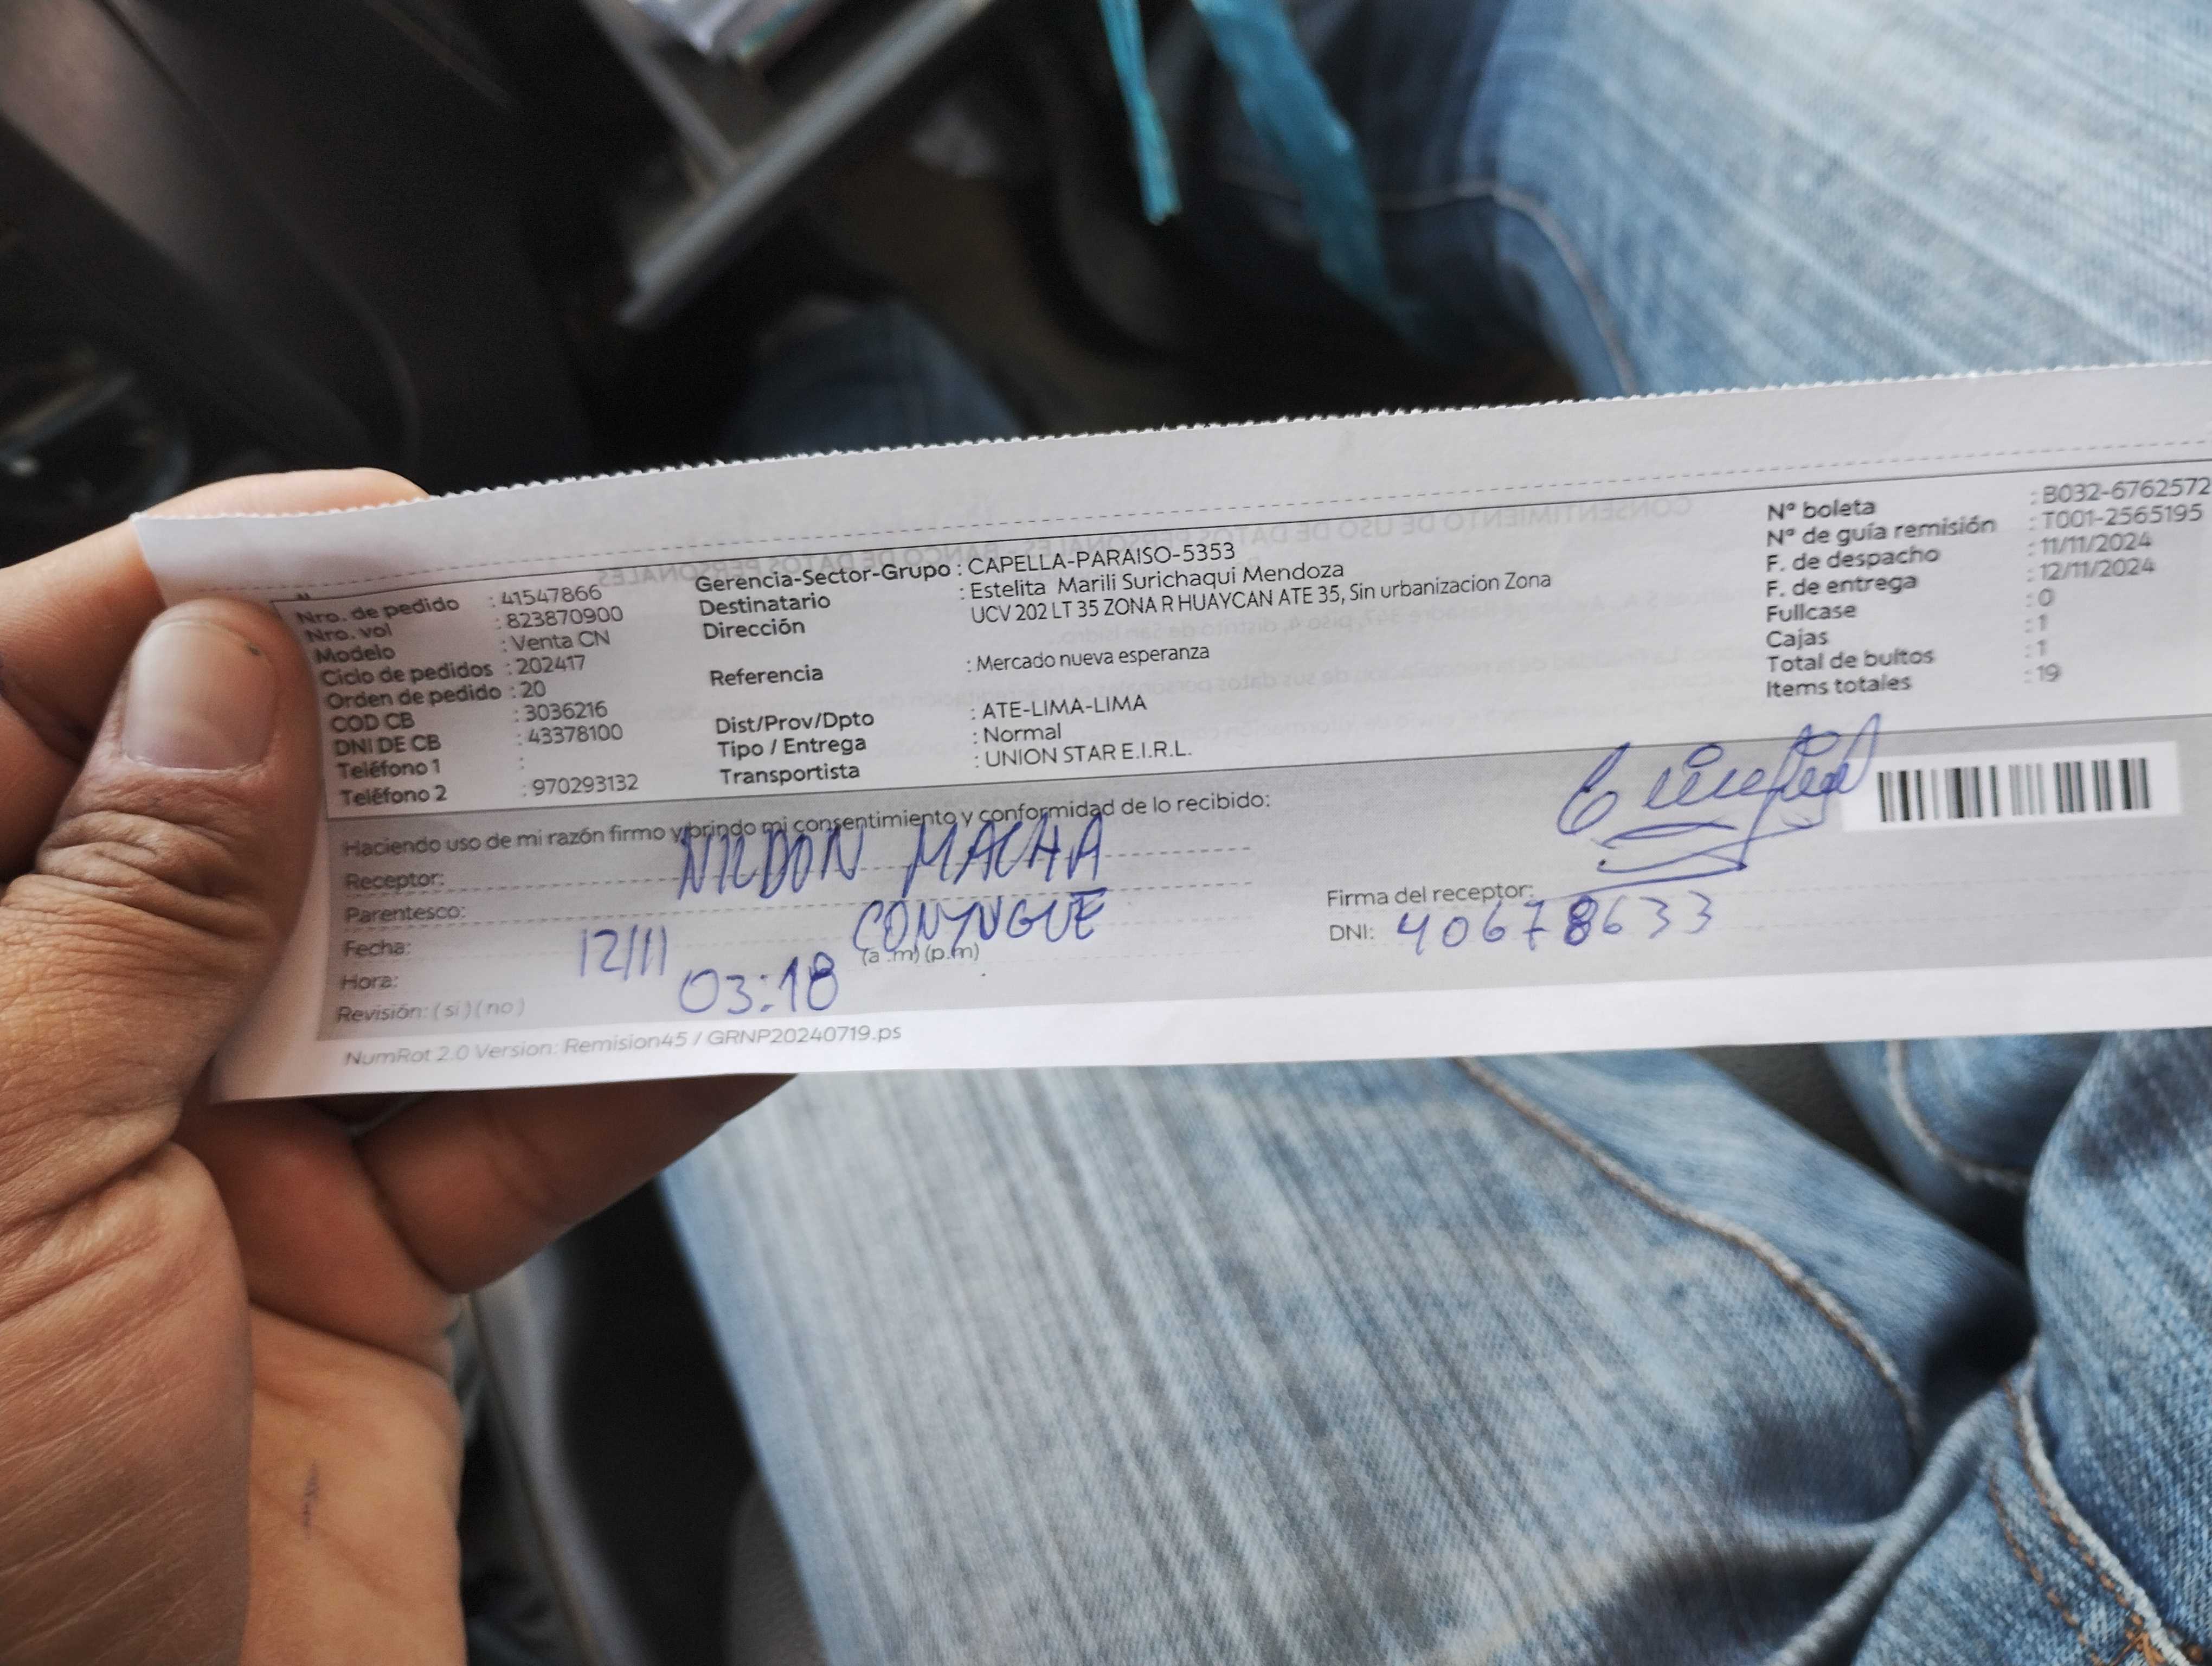 Nro. de pedido : 41547866
Nro. vol : 823870900
Modelo : Venta CN
Ciclo de pedidos : 202417
Orden de pedido : 20
COD CB : 3036216
DNI DE CB : 43378100
Teléfono 1 :
Teléfono 2 : 970293132
Gerencia-Sector-Grupo : CAPELLA-PARAISO-5353
Destinatario : Estelita Marili Surichaqui Mendoza
Dirección UCV 202 LT 35 ZONA R HUAYCAN ATE 35, Sin urbanizacion Zona
Referencia : Mercado nueva esperanza
Dist/Prov/Dpto : ATE-LIMA-LIMA
Tipo / Entrega : Normal
Transportista : UNION STAR E.I.R.L.
Nº boleta : B032-6762572
Nº de guía remisión : T001-2565195
F. de despacho : 11/11/2024
F. de entrega : 12/11/2024
Fullcase : 0
Cajas : 1
Total de bultos : 1
Items totales : 19
Haciendo uso de mi razón firmo y brindo mi consentimiento y conformidad de lo recibido:
Receptor: NILDON MACHA
Parentesco: CONYUGUE
Fecha: 12/11
Hora: 03:18 (a.m) (p.m)
Revisión: ( si ) ( no )
Firma del receptor:
DNI: 40678633
NumRot 2.0 Version: Remision45 / GRNP20240719.ps